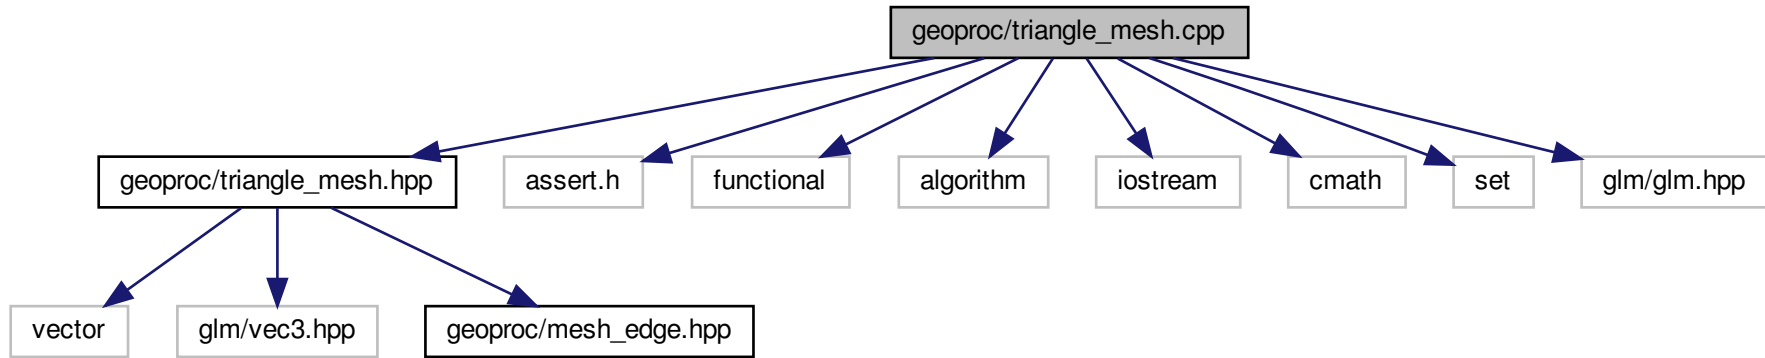 geoproc/triangle_mesh.cpp
geoproc/triangle_mesh.hpp
assert.h
functional
algorithm
iostream
cmath
set
glm/glm.hpp
vector
glm/vec3.hpp
geoproc/mesh_edge.hpp